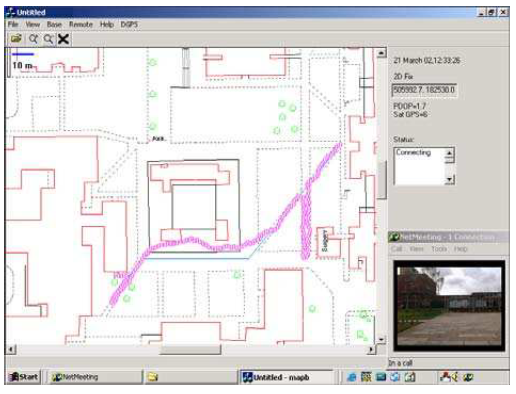 Untitled
File View Base Remote Help DGPS
10 m
Park
Surgery
21 March 02,12:33:26
2D Fix
505992.7, 182530.0
PDOP=1.7
Sat GPS=6
Status:
Connecting
NetMeeting - 1 Connection
Call View Tools Help
In a call
Start
NetMeeting
Untitled - mapb